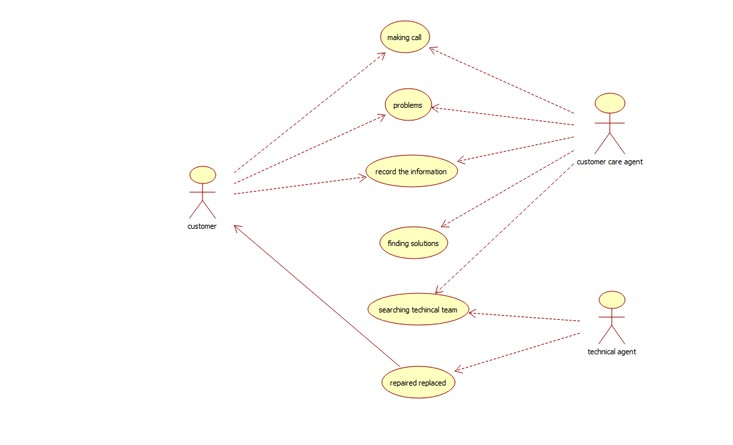 making call
problems
customer care agent
record the information
customer
finding solutions
searching techincal team
technical agent
repaired replaced